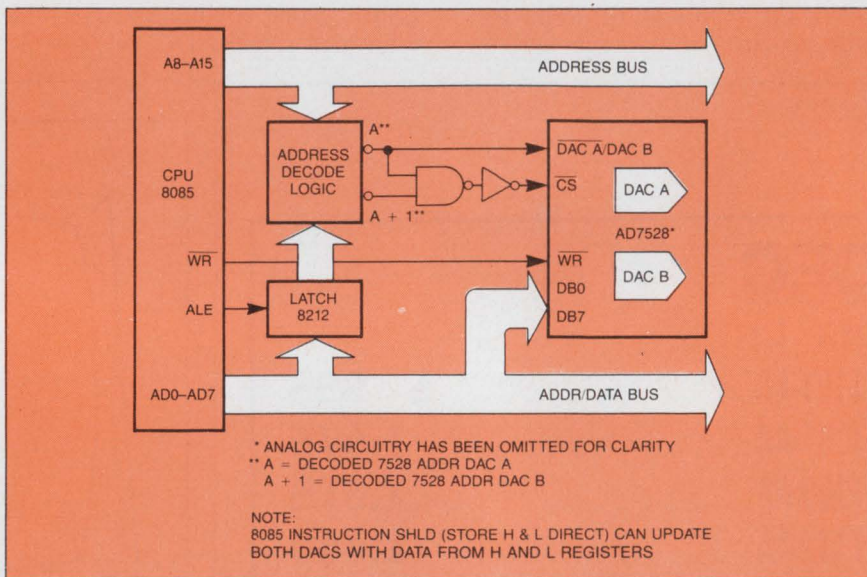 A8–A15
ADDRESS BUS
A**
ADDRESS
DECODE
LOGIC
DAC A/DAC B
CPU
8085
CS
DAC A
A + 1**
AD7528*
WR
WR
DAC B
DB0
ALE
LATCH
8212
DB7
AD0–AD7
ADDR/DATA BUS
* ANALOG CIRCUITRY HAS BEEN OMITTED FOR CLARITY
** A = DECODED 7528 ADDR DAC A
A + 1 = DECODED 7528 ADDR DAC B
NOTE:
8085 INSTRUCTION SHLD (STORE H & L DIRECT) CAN UPDATE
BOTH DACS WITH DATA FROM H AND L REGISTERS